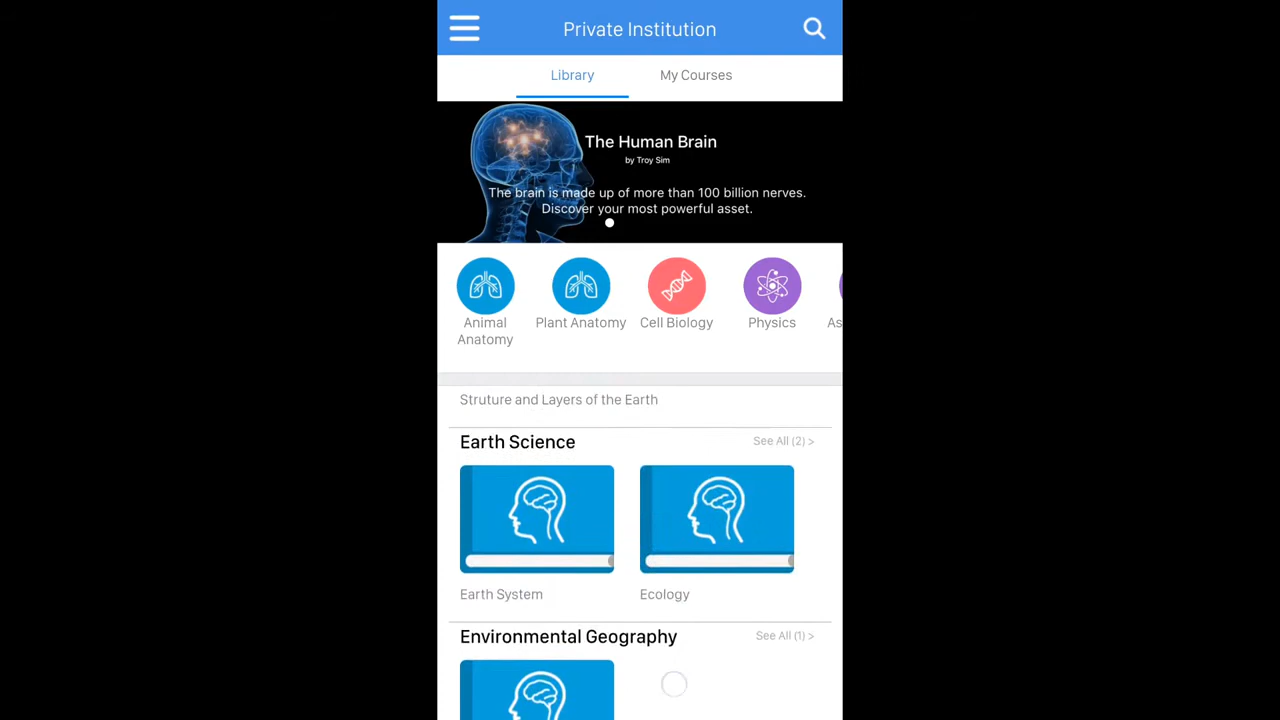 Private Institution
Library
My Courses
The Human Brain
by Troy Sim
The brain is made up of more than 100 billion nerves.
Discover your most powerful asset.
Animal
Anatomy
Plant Anatomy
Cell Biology
Physics
As
Struture and Layers of the Earth
Earth Science
See All (2) >
Earth System
Ecology
Environmental Geography
See All (1) >